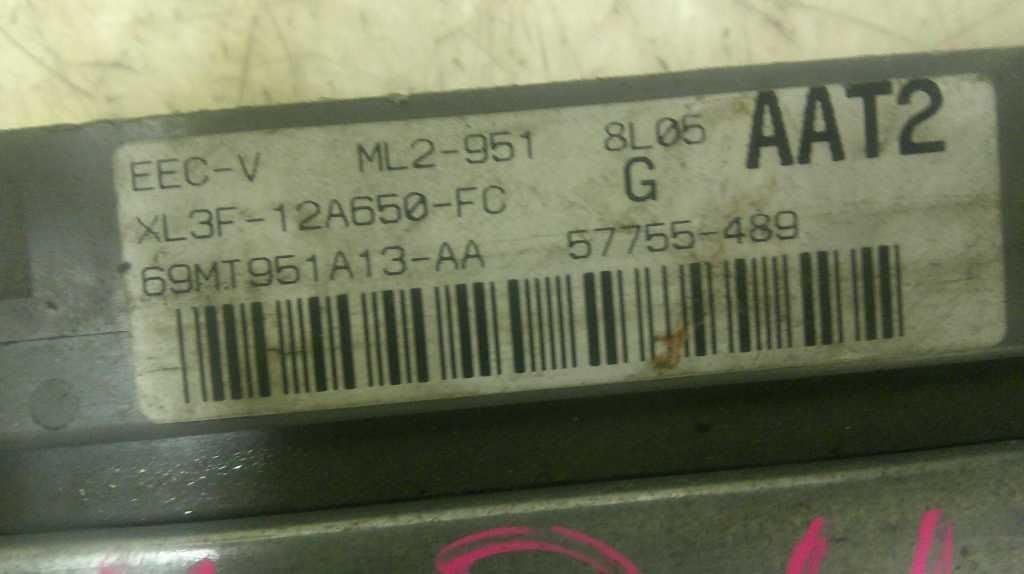 EEC-V ML2-951 8L05 AAT2
XL3F-12A650-FC G
69MT951A13-AA 57755-489